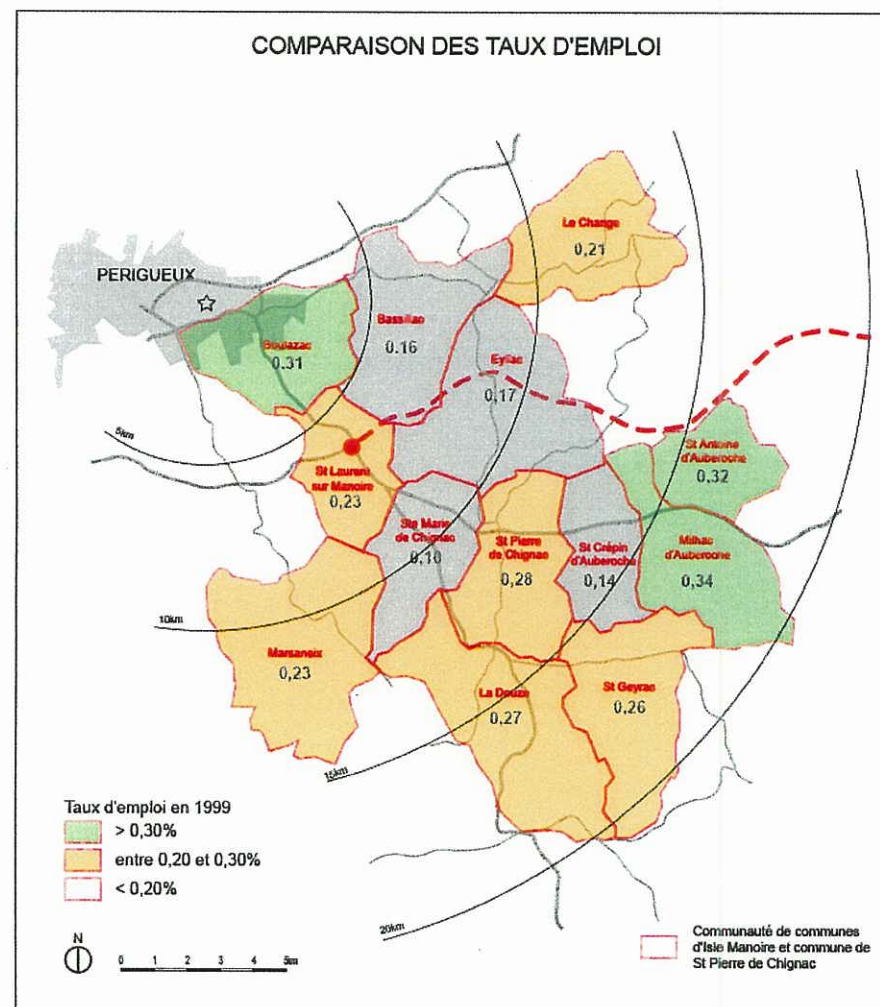 COMPARAISON DES TAUX D'EMPLOI
Le Change
0,21
PERIGUEUX
Bassillac
0.16
Boulazac
0.31
Eyliac
0,17
5km
St Antoine
d'Auberoche
0,32
St Laurent
sur Manoire
0,23
Ste Marie
de Chignac
0,10
St Pierre
de Chignac
0,28
St Crépin
d'Auberoche
0,14
Milhac
d'Auberoche
0,34
10km
Marsaneix
0,23
La Douze
0,27
St Geyrac
0,26
15km
Taux d'emploi en 1999
> 0,30%
entre 0,20 et 0,30%
< 0,20%
20km
N
0 1 2 3 4 5m
Communauté de communes
d'Isle Manoire et commune de
St Pierre de Chignac